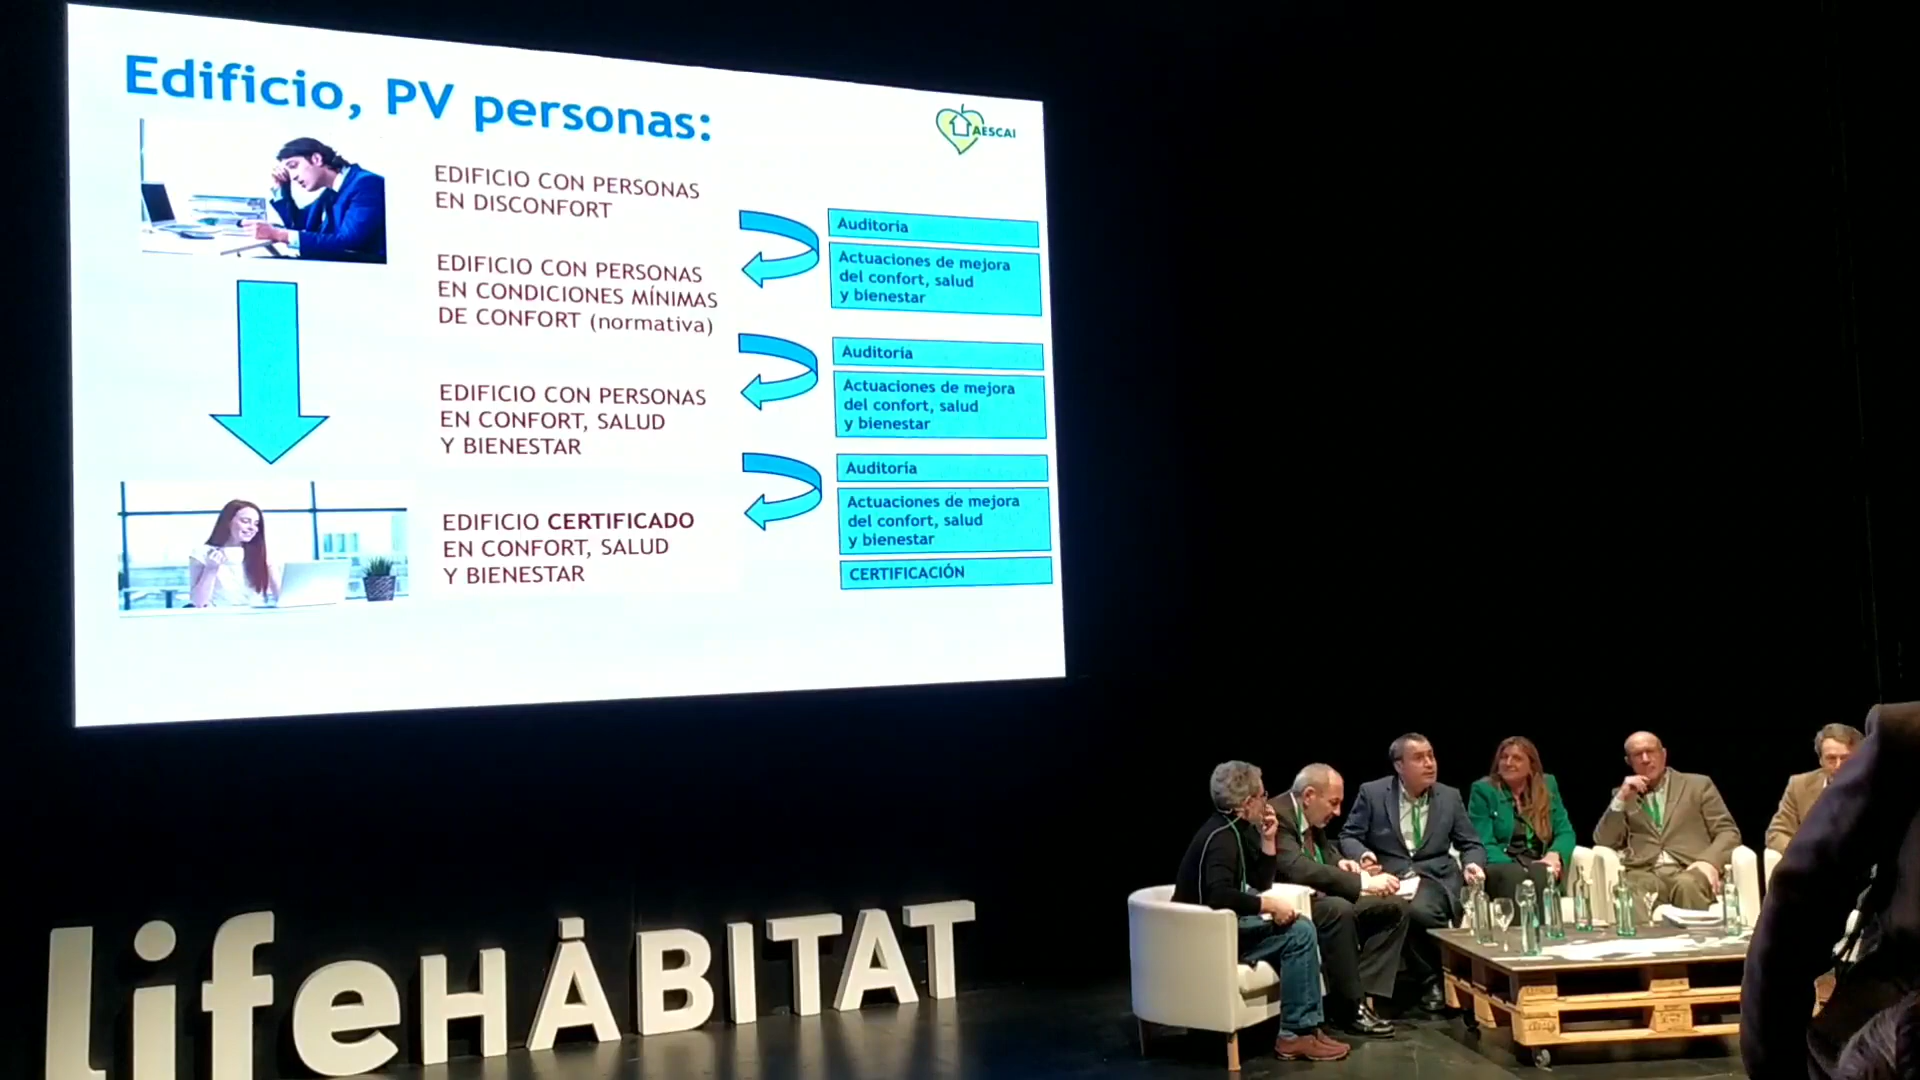 Edificio, PV personas:
AESCAI
EDIFICIO CON PERSONAS
EN DISCONFORT
EDIFICIO CON PERSONAS
EN CONDICIONES MÍNIMAS
DE CONFORT (normativa)
EDIFICIO CON PERSONAS
EN CONFORT, SALUD
Y BIENESTAR
EDIFICIO CERTIFICADO
EN CONFORT, SALUD
Y BIENESTAR
Auditoría
Actuaciones de mejora
del confort, salud
y bienestar
Auditoría
Actuaciones de mejora
del confort, salud
y bienestar
Auditoría
Actuaciones de mejora
del confort, salud
y bienestar
CERTIFICACIÓN
lifeHÀBITAT